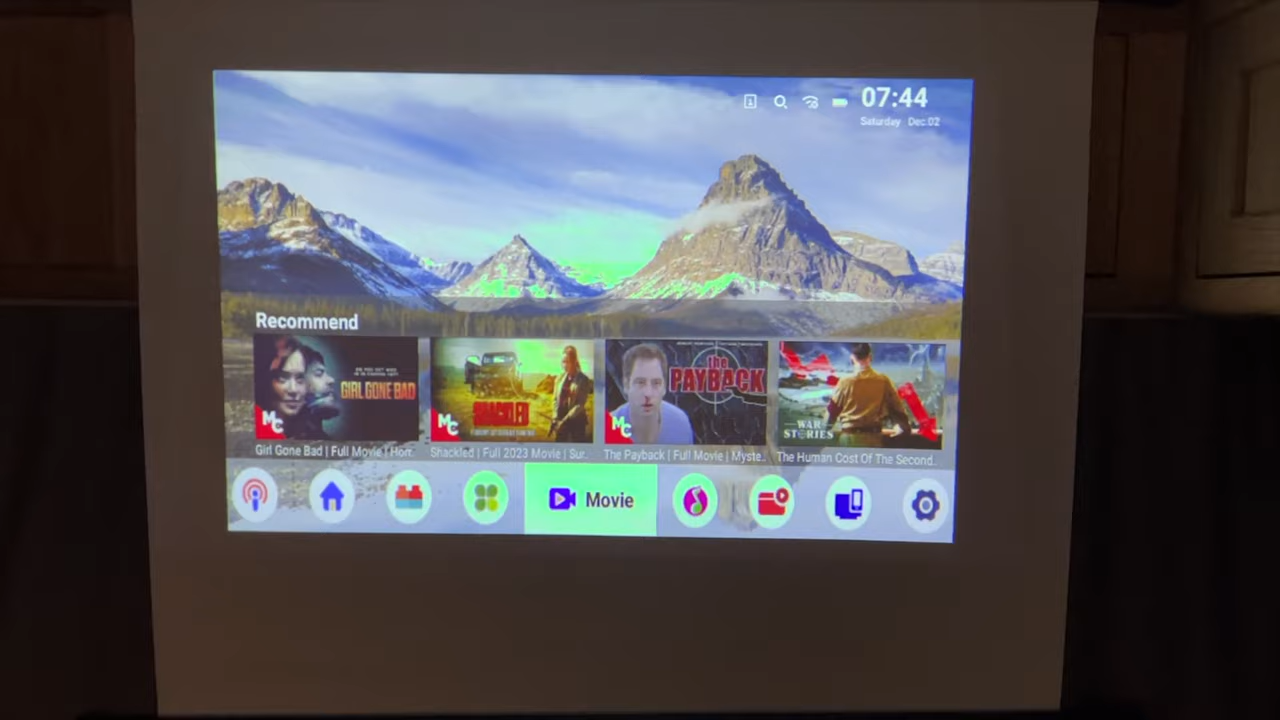 07:44
Saturday Dec 02
Recommend
GIRL GONE BAD
MC
SHACKLED
MC
the
PAYBACK
MC
WAR
STORIES
Girl Gone Bad | Full Movie | Horr..
Shackled | Full 2023 Movie | Sur..
The Payback | Full Movie | Myste..
The Human Cost Of The Second..
Movie